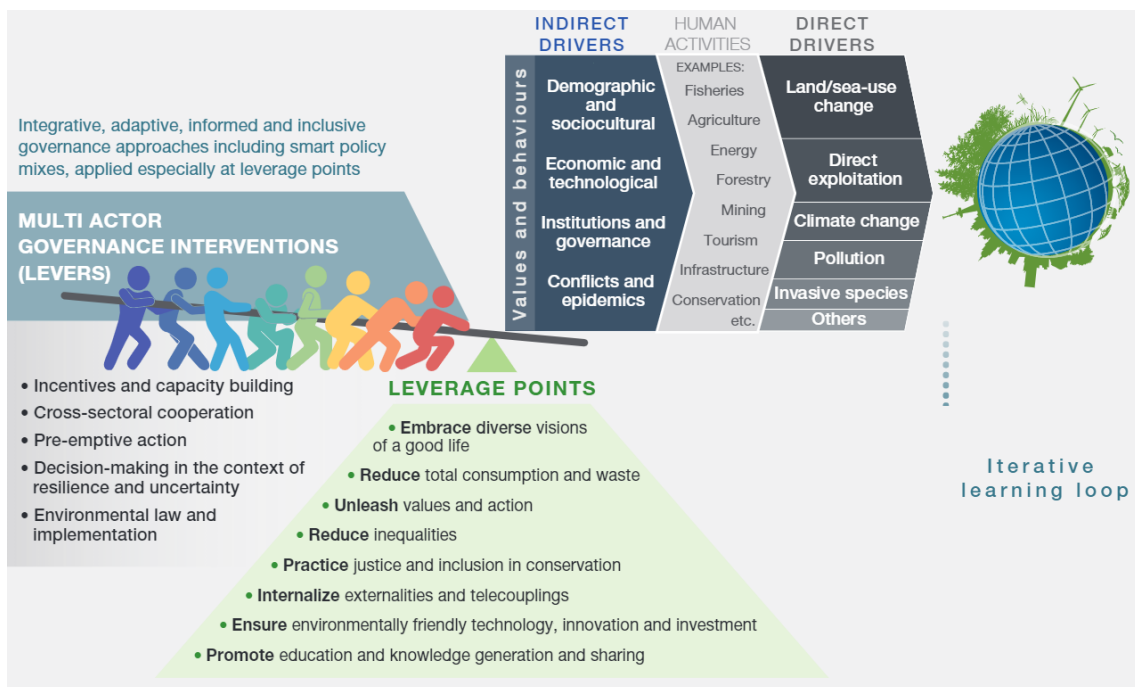 Integrative, adaptive, informed and inclusive
governance approaches including smart policy
mixes, applied especially at leverage points
MULTI ACTOR
GOVERNANCE INTERVENTIONS
(LEVERS)
• Incentives and capacity building
• Cross-sectoral cooperation
• Pre-emptive action
• Decision-making in the context of
resilience and uncertainty
• Environmental law and
implementation
LEVERAGE POINTS
• Embrace diverse visions
of a good life
• Reduce total consumption and waste
• Unleash values and action
• Reduce inequalities
• Practice justice and inclusion in conservation
• Internalize externalities and telecouplings
• Ensure environmentally friendly technology, innovation and investment
• Promote education and knowledge generation and sharing
Values and behaviours
INDIRECT
DRIVERS
Demographic
and
sociocultural
Economic and
technological
Institutions and
governance
Conflicts and
epidemics
HUMAN
ACTIVITIES
EXAMPLES:
Fisheries
Agriculture
Energy
Forestry
Mining
Tourism
Infrastructure
Conservation
etc.
DIRECT
DRIVERS
Land/sea-use
change
Direct
exploitation
Climate change
Pollution
Invasive species
Others
Iterative
learning loop